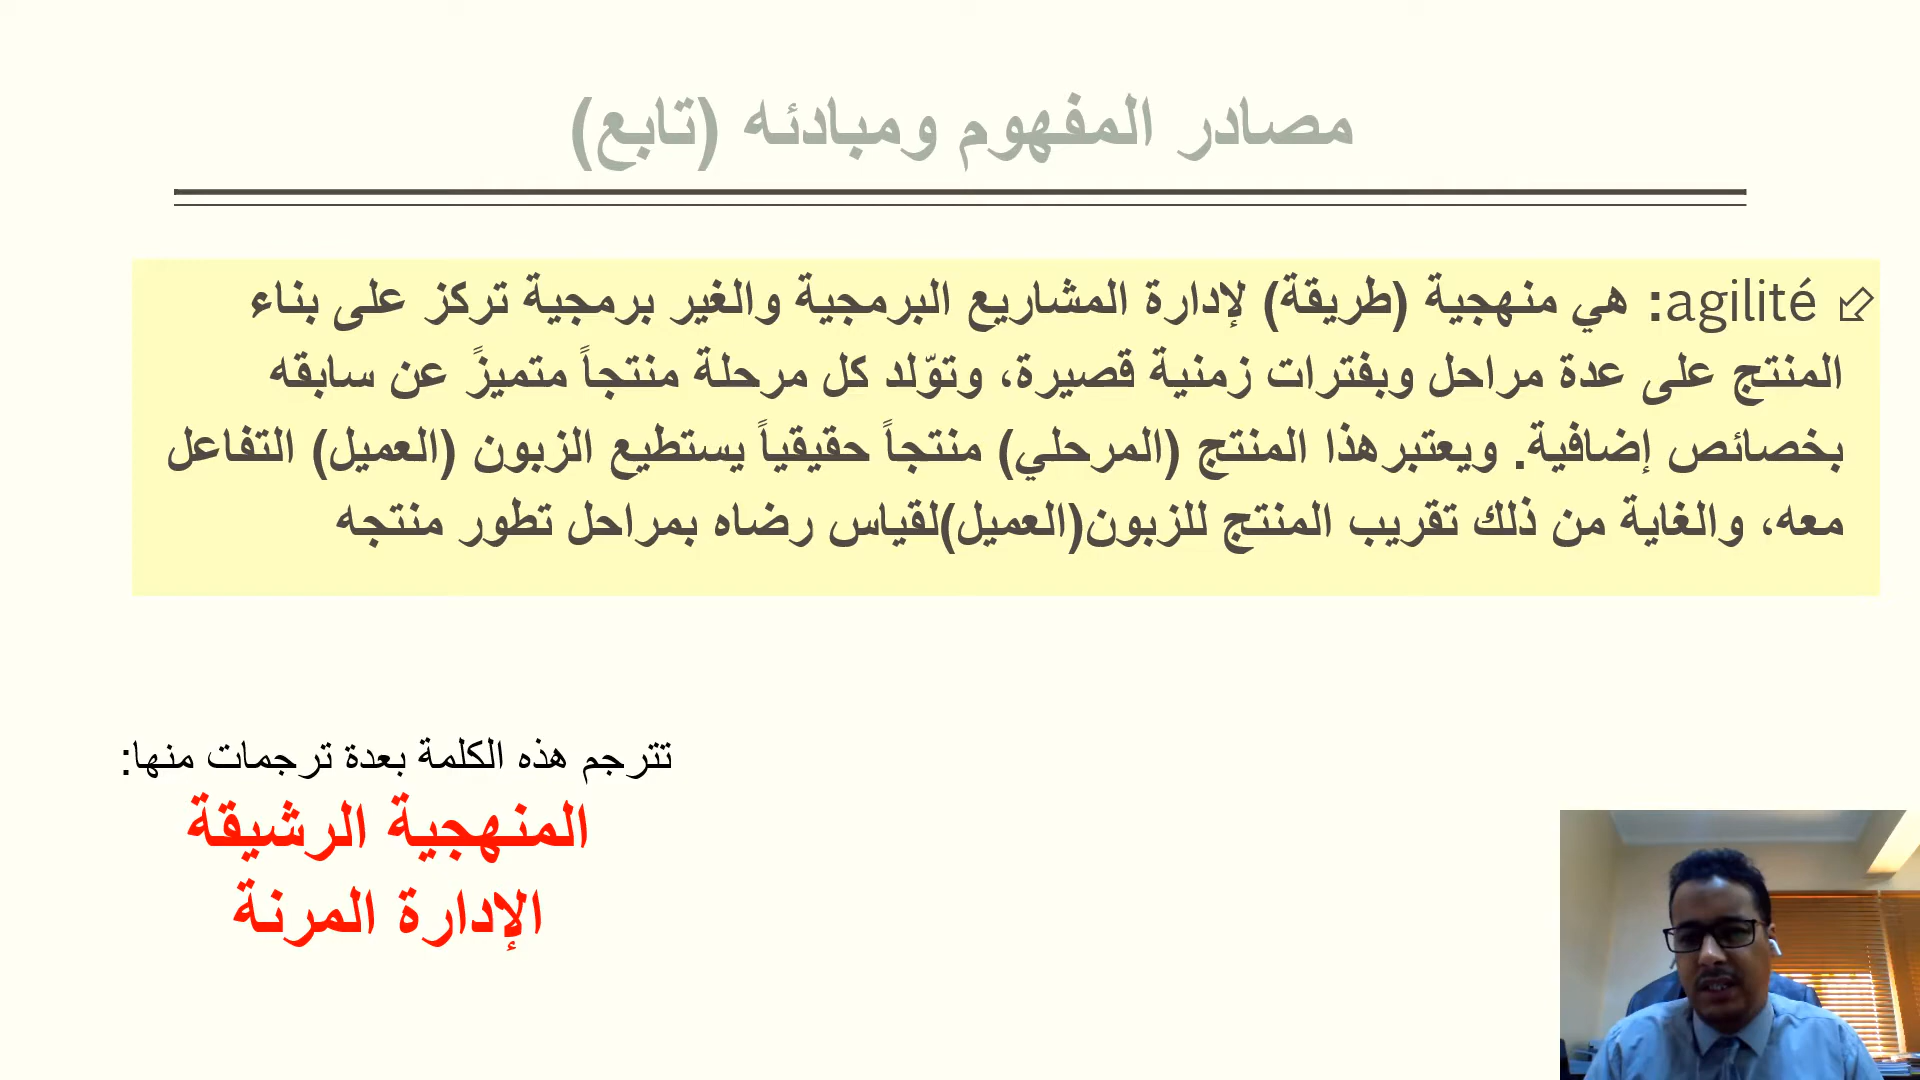 مصادر المفهوم ومبادئه (تابع)
agilité: هي منهجية (طريقة) لإدارة المشاريع البرمجية والغير برمجية تركز على بناء
المنتج على عدة مراحل وبفترات زمنية قصيرة، وتوّلد كل مرحلة منتجاً متميزً عن سابقه
بخصائص إضافية. ويعتبرهذا المنتج (المرحلي) منتجاً حقيقياً يستطيع الزبون (العميل) التفاعل
معه، والغاية من ذلك تقريب المنتج للزبون(العميل)لقياس رضاه بمراحل تطور منتجه
تترجم هذه الكلمة بعدة ترجمات منها:
المنهجية الرشيقة
الإدارة المرنة